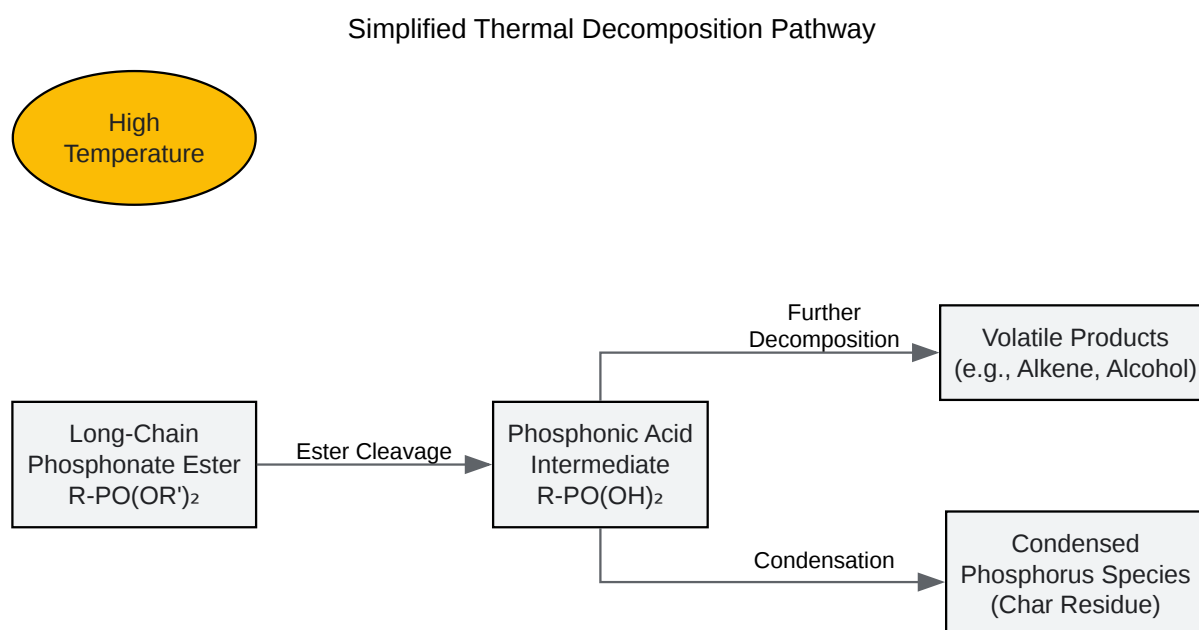 Simplified Thermal Decomposition Pathway
High
Temperature
Further
Decomposition
Volatile Products
(e.g., Alkene, Alcohol)
Long-Chain
Phosphonate Ester
R-PO(OR')₂
Ester Cleavage
Phosphonic Acid
Intermediate
R-PO(OH)₂
Condensation
Condensed
Phosphorus Species
(Char Residue)